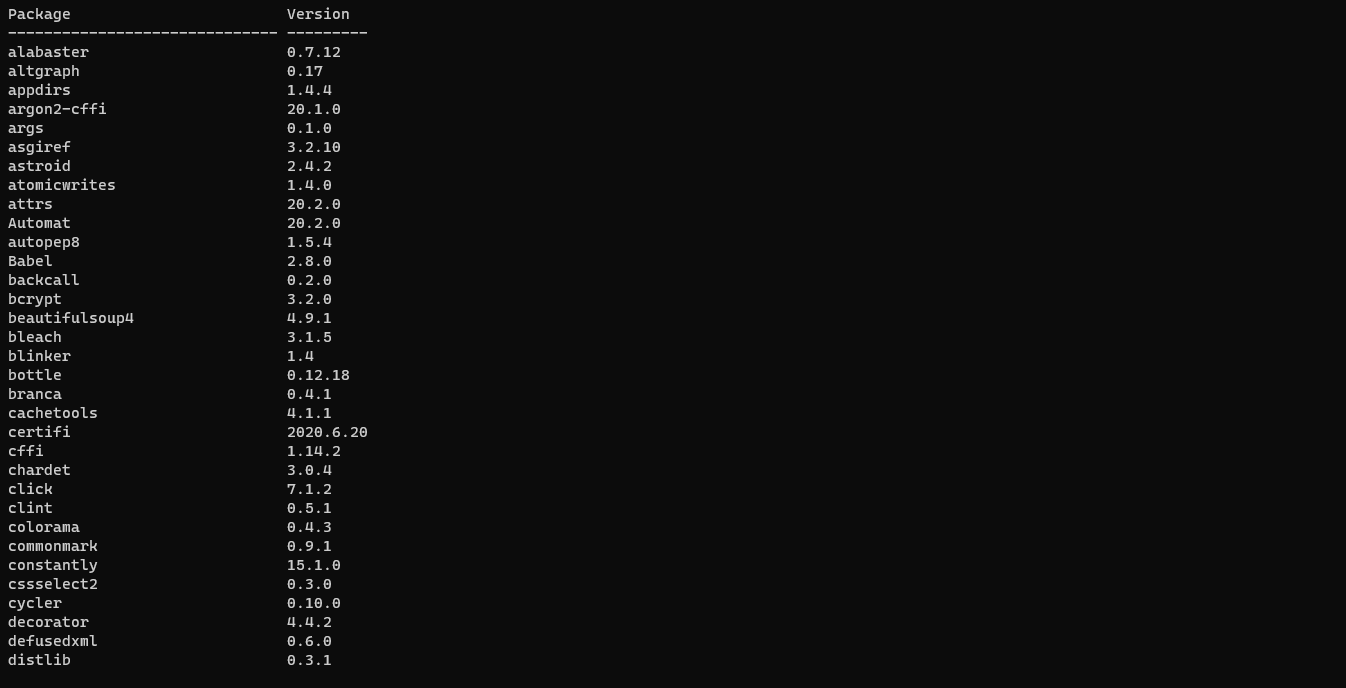 Package                        Version
------------------------------ ---------
alabaster                      0.7.12
altgraph                       0.17
appdirs                        1.4.4
argon2-cffi                    20.1.0
args                           0.1.0
asgiref                        3.2.10
astroid                        2.4.2
atomicwrites                   1.4.0
attrs                          20.2.0
Automat                        20.2.0
autopep8                       1.5.4
Babel                          2.8.0
backcall                       0.2.0
bcrypt                         3.2.0
beautifulsoup4                 4.9.1
bleach                         3.1.5
blinker                        1.4
bottle                         0.12.18
branca                         0.4.1
cachetools                     4.1.1
certifi                        2020.6.20
cffi                           1.14.2
chardet                        3.0.4
click                          7.1.2
clint                          0.5.1
colorama                       0.4.3
commonmark                     0.9.1
constantly                     15.1.0
cssselect2                     0.3.0
cycler                         0.10.0
decorator                      4.4.2
defusedxml                     0.6.0
distlib                        0.3.1